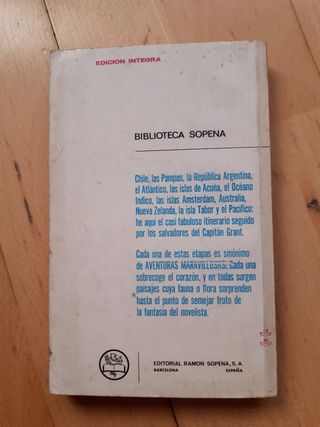 EDICION INTEGRA
BIBLIOTECA SOPENA
Chile, las Pampas, la República Argentina,
el Atlántico, las islas de Acuña, el Océano
Indico, las islas Amsterdam, Australia,
Nueva Zelanda, la isla Tabor y el Pacífico:
he aquí el casi fabuloso itinerario seguido
por los salvadores del Capitán Grant.
Cada una de estas etapas es sinónimo
de AVENTURAS MARAVILLOSAS. Cada una
sobrecoge el corazón, y en todas surgen
paisajes cuya fauna o flora sorprenden
hasta el punto de semejar fruto de
la fantasía del novelista.
EDITORIAL RAMON SOPENA, S. A.
BARCELONA ESPAÑA